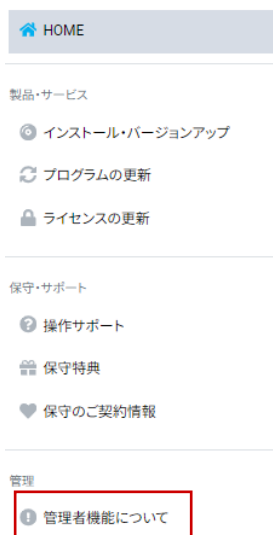 HOME
製品・サービス
インストール・バージョンアップ
プログラムの更新
ライセンスの更新
保守・サポート
操作サポート
保守特典
保守のご契約情報
管理
管理者機能について